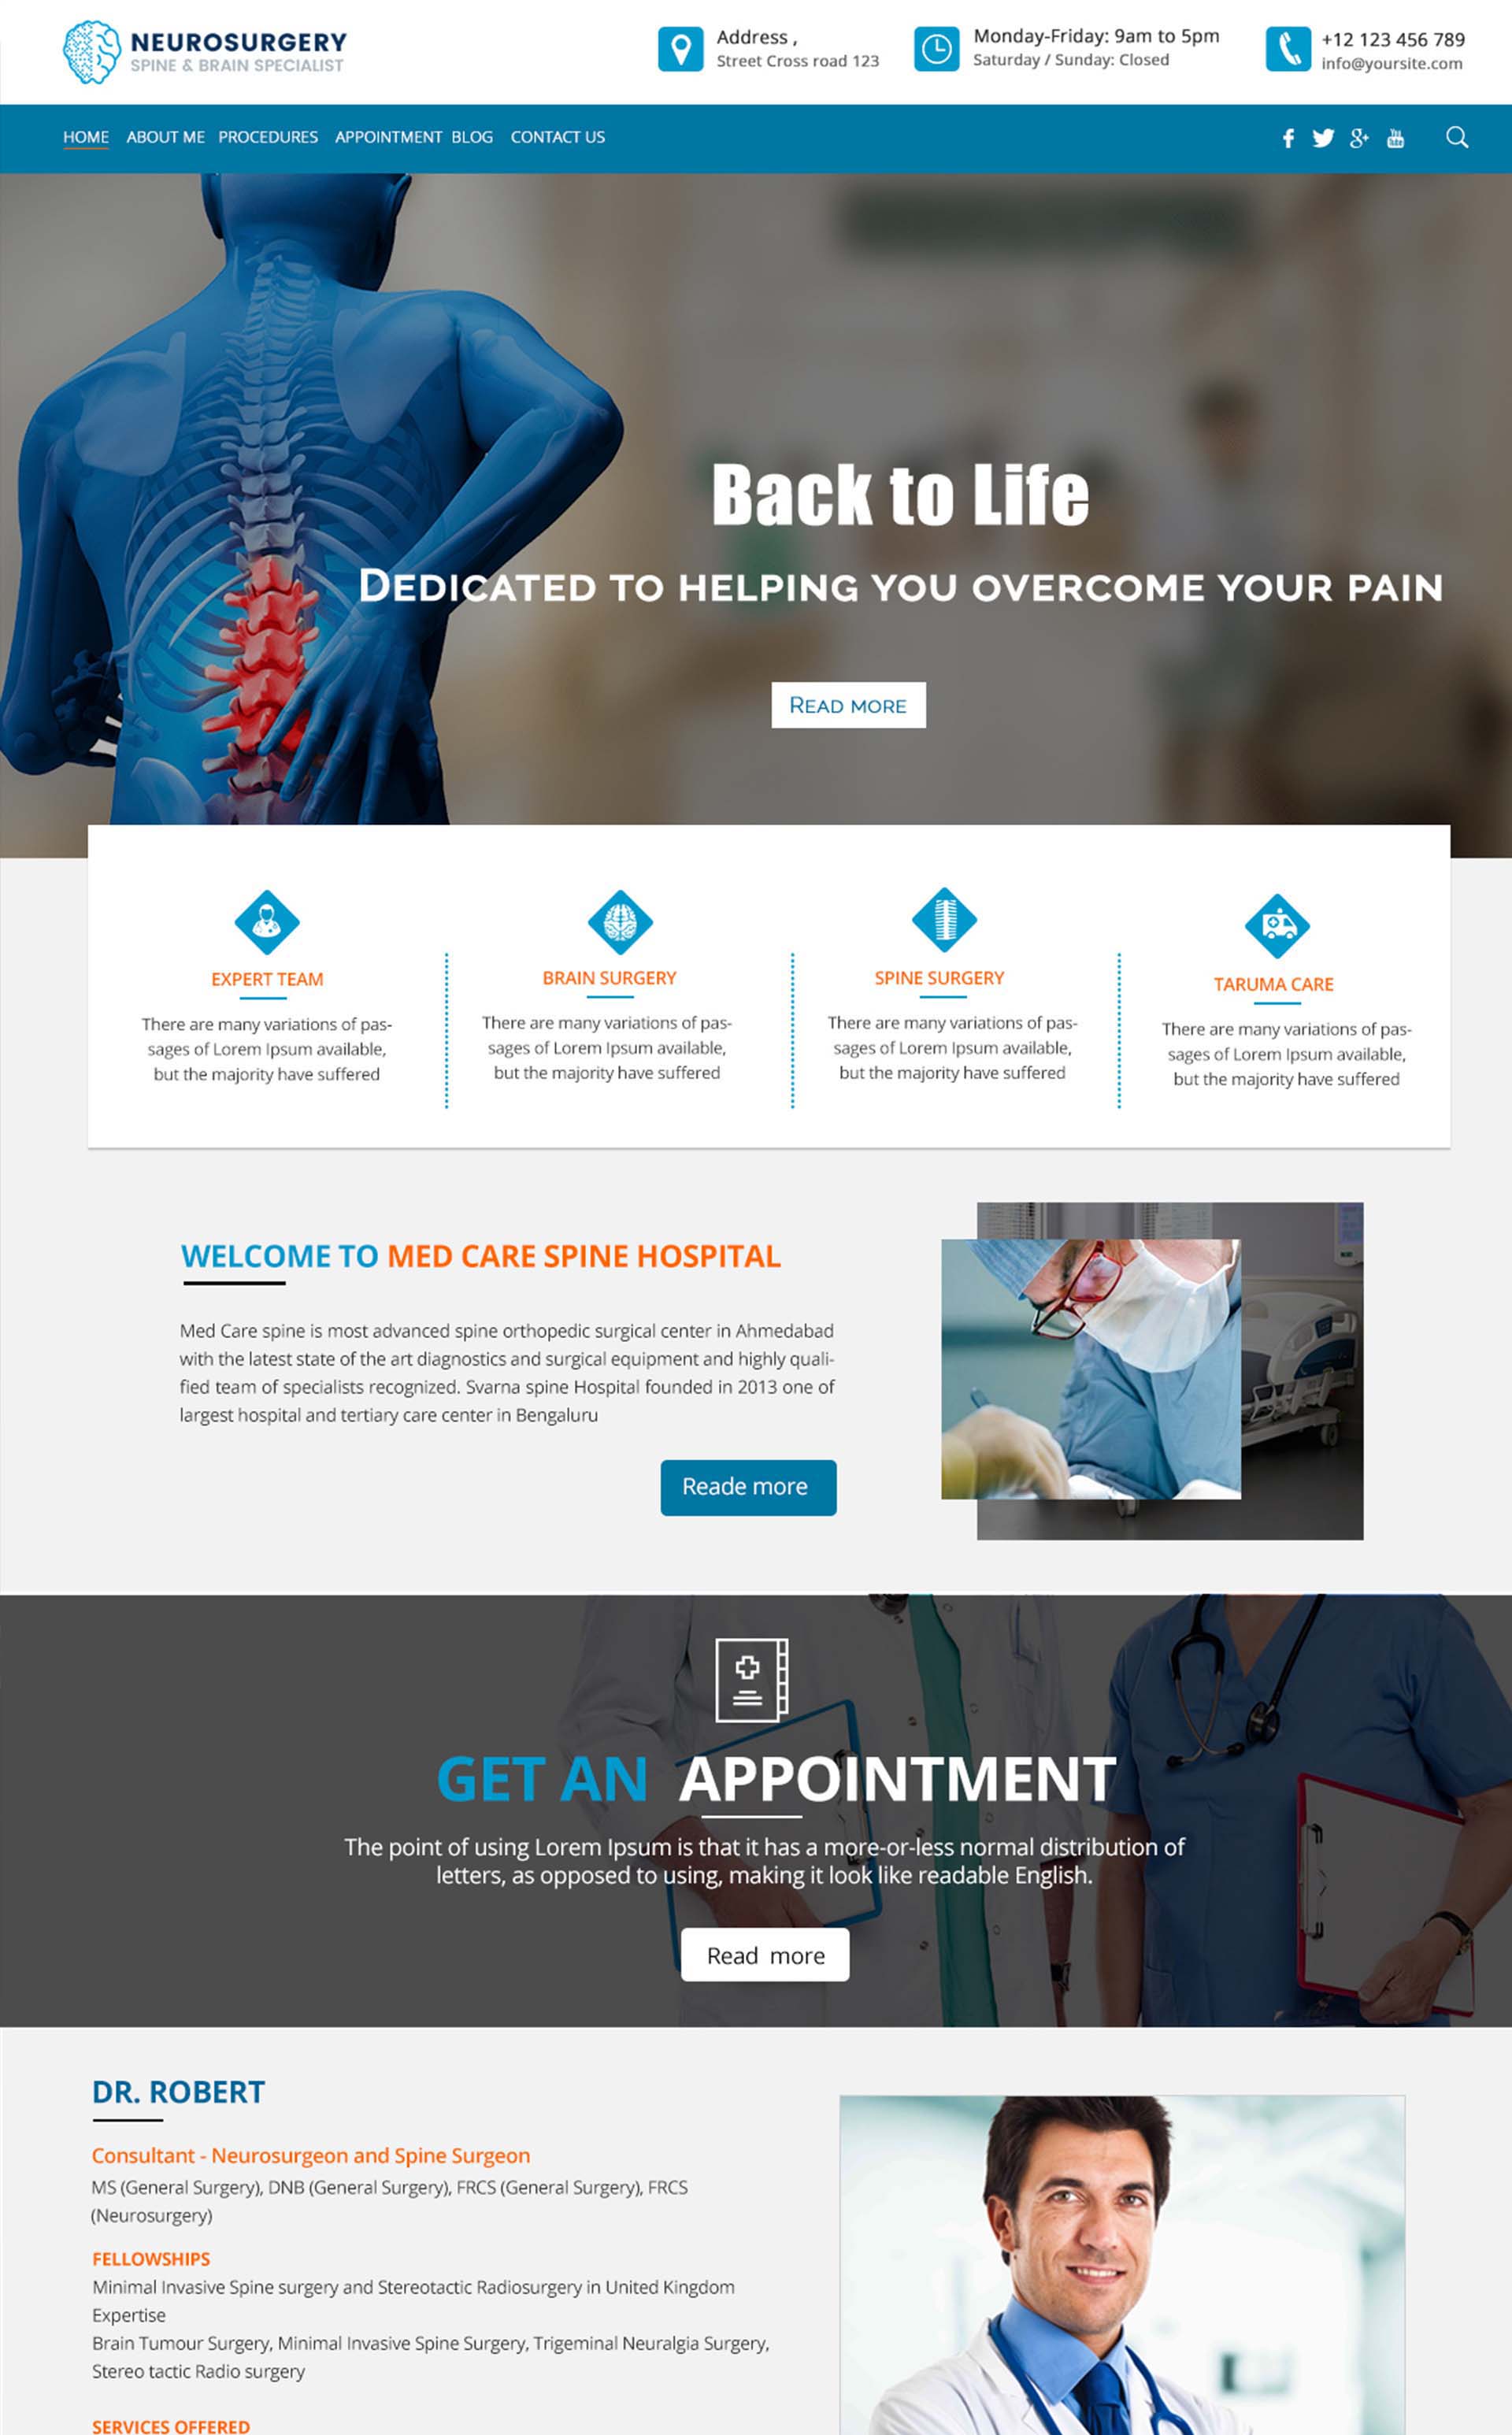 NEUROSURGERY
SPINE & BRAIN SPECIALIST
Address ,
Street Cross road 123
Monday-Friday: 9am to 5pm
Saturday / Sunday: Closed
+12 123 456 789
info@yoursite.com
HOME ABOUT ME PROCEDURES APPOINTMENT BLOG CONTACT US
Back to Life
DEDICATED TO HELPING YOU OVERCOME YOUR PAIN
READ MORE
EXPERT TEAM
There are many variations of pas-
sages of Lorem Ipsum available,
but the majority have suffered
BRAIN SURGERY
There are many variations of pas-
sages of Lorem Ipsum available,
but the majority have suffered
SPINE SURGERY
There are many variations of pas-
sages of Lorem Ipsum available,
but the majority have suffered
TARUMA CARE
There are many variations of pas-
sages of Lorem Ipsum available,
but the majority have suffered
WELCOME TO MED CARE SPINE HOSPITAL
Med Care spine is most advanced spine orthopedic surgical center in Ahmedabad
with the latest state of the art diagnostics and surgical equipment and highly quali-
fied team of specialists recognized. Svarna spine Hospital founded in 2013 one of
largest hospital and tertiary care center in Bengaluru
Reade more
GET AN APPOINTMENT
The point of using Lorem Ipsum is that it has a more-or-less normal distribution of
letters, as opposed to using, making it look like readable English.
Read more
DR. ROBERT
Consultant - Neurosurgeon and Spine Surgeon
MS (General Surgery), DNB (General Surgery), FRCS (General Surgery), FRCS
(Neurosurgery)
FELLOWSHIPS
Minimal Invasive Spine surgery and Stereotactic Radiosurgery in United Kingdom
Expertise
Brain Tumour Surgery, Minimal Invasive Spine Surgery, Trigeminal Neuralgia Surgery,
Stereo tactic Radio surgery
SERVICES OFFERED